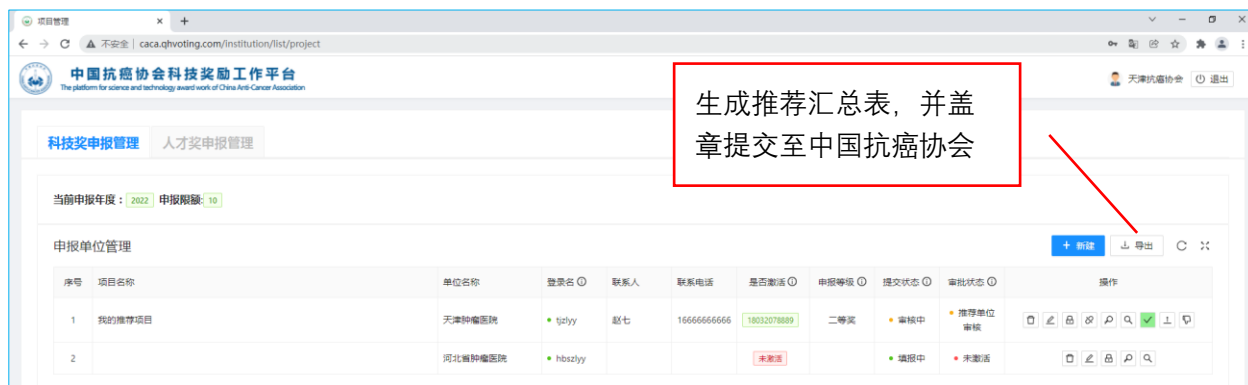 项目管理
不安全 | caca.qhvoting.com/institution/list/project
中国抗癌协会科技奖励工作平台
The platform for science and technology award work of China Anti-Cancer Association
天津抗癌协会 退出
生成推荐汇总表，并盖
章提交至中国抗癌协会
科技奖申报管理 人才奖申报管理
当前申报年度： 2022 申报限额: 10
申报单位管理
+ 新建 导出
序号 项目名称 单位名称 登录名 联系人 联系电话 是否激活 申报等级 提交状态 审批状态 操作
1 我的推荐项目 天津肿瘤医院 tjzlyy 赵七 16666666666 18032078889 二等奖 审核中 推荐单位
审核
2 河北省肿瘤医院 hbszlyy 未激活 填报中 未激活